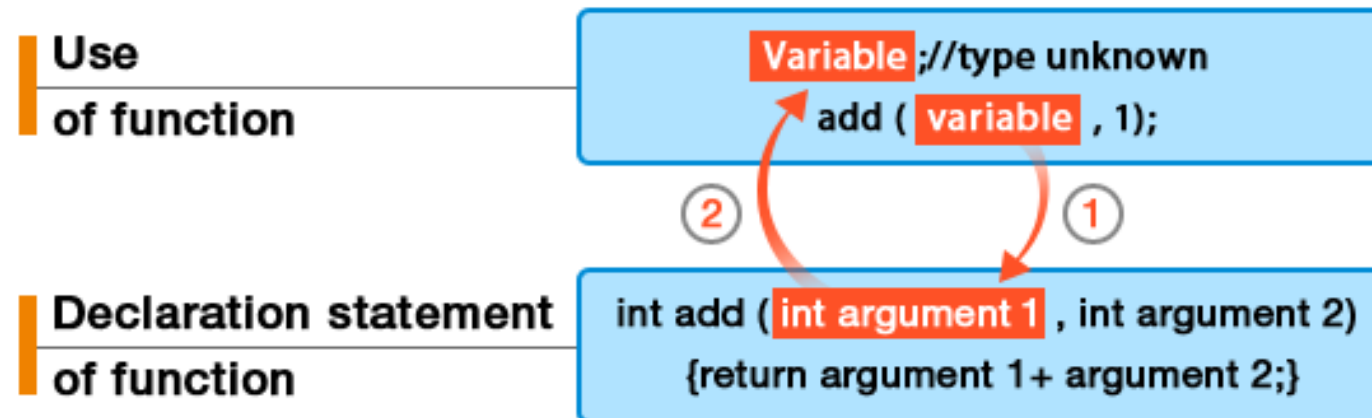 Use
of function
Variable ;//type unknown
add ( variable , 1);
2
1
Declaration statement
of function
int add ( int argument 1 , int argument 2)
{return argument 1+ argument 2;}